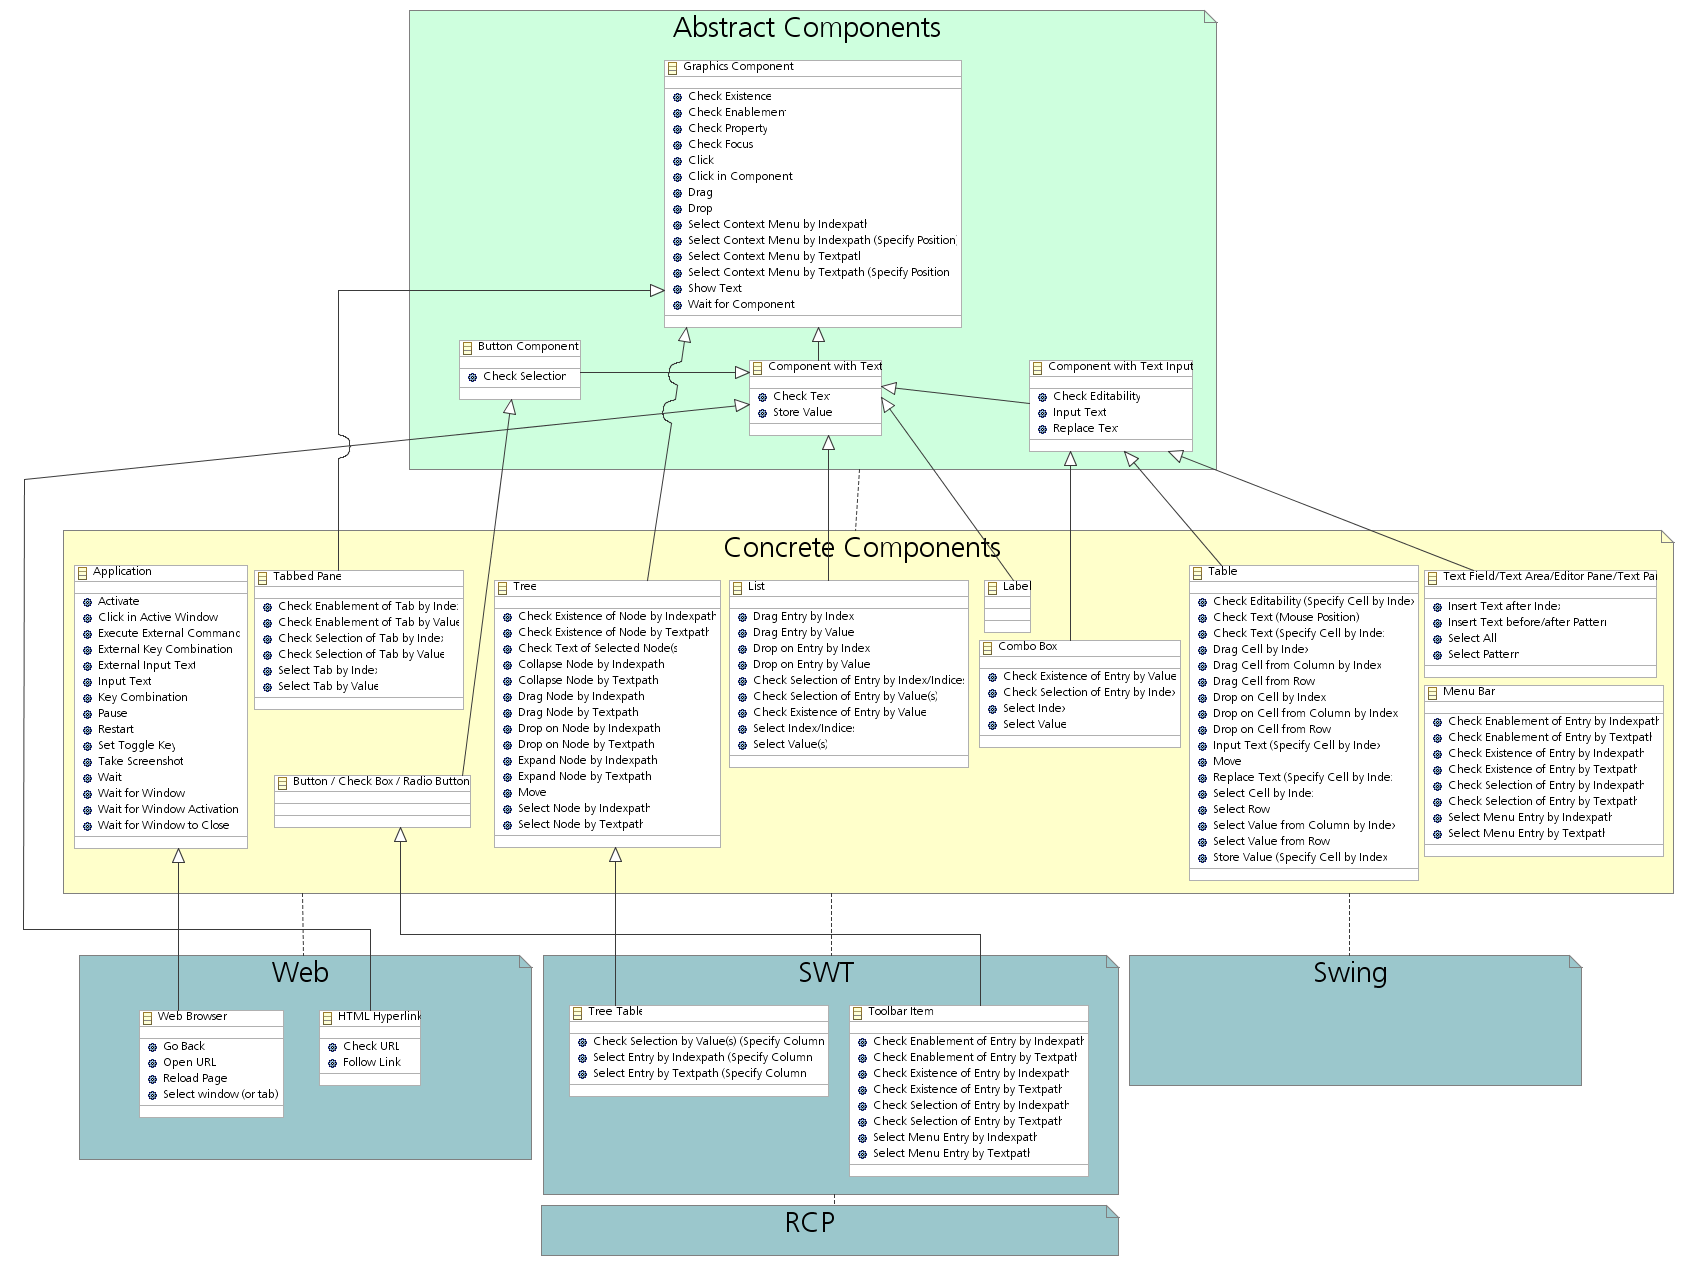 Abstract Components
Graphics Component
Check Existence
Check Enablemen
Check Property
Check Focus
Click
Click in Component
Drag
Drop
Select Context Menu by Indexpath
Select Context Menu by Indexpath (Specify Position)
Select Context Menu by Textpatl
Select Context Menu by Textpath (Specify Position
Show Text
Wait for Component
Button Component
Check Selection
Component with Text
Check Tex
Store Value
Component with Text Input
Check Editability
Input Text
Replace Tex
Concrete Components
Application
Activate
Click in Active Window
Execute External Commanc
External Key Combination
External Input Text
Input Text
Key Combination
Pause
Restart
Set Toggle Key
Take Screenshot
Wait
Wait for Window
Wait for Window Activation
Wait for Window to Close
Tabbed Pane
Check Enablement of Tab by Inde
Check Enablement of Tab by Value
Check Selection of Tab by Index
Check Selection of Tab by Value
Select Tab by Index
Select Tab by Value
Button / Check Box / Radio Button
Tree
Check Existence of Node by Indexpath
Check Existence of Node by Textpath
Check Text of Selected Node(s
Collapse Node by Indexpath
Collapse Node by Textpath
Drag Node by Indexpath
Drag Node by Textpath
Drop on Node by Indexpath
Drop on Node by Textpath
Expand Node by Indexpath
Expand Node by Textpath
Move
Select Node by Indexpath
Select Node by Textpath
List
Drag Entry by Index
Drag Entry by Value
Drop on Entry by Index
Drop on Entry by Value
Check Selection of Entry by Index/Indices
Check Selection of Entry by Value(s)
Check Existence of Entry by Value
Select Index/Indices
Select Value(s)
Label
Combo Box
Check Existence of Entry by Value
Check Selection of Entry by Index
Select Index
Select Value
Table
Check Editability (Specify Cell by Index)
Check Text (Mouse Position)
Check Text (Specify Cell by Inde
Drag Cell by Index
Drag Cell from Column by Index
Drag Cell from Row
Drop on Cell by Index
Drop on Cell from Column by Index
Drop on Cell from Row
Input Text (Specify Cell by Index
Move
Replace Text (Specify Cell by Inde
Select Cell by Inde
Select Row
Select Value from Column by Index
Select Value from Row
Store Value (Specify Cell by Index
Text Field/Text Area/Editor Pane/Text Pa
Insert Text after Index
Insert Text before/after Pattern
Select All
Select Pattern
Menu Bar
Check Enablement of Entry by Indexpath
Check Enablement of Entry by Textpath
Check Existence of Entry by Indexpath
Check Existence of Entry by Textpath
Check Selection of Entry by Indexpath
Check Selection of Entry by Textpath
Select Menu Entry by Indexpath
Select Menu Entry by Textpath
Web
Web Browser
Go Back
Open URL
Reload Page
Select window (or tab)
HTML Hyperlink
Check URL
Follow Link
SWT
Tree Table
Check Selection by Value(s) (Specify Column
Select Entry by Indexpath (Specify Column
Select Entry by Textpath (Specify Column
Toolbar Item
Check Enablement of Entry by Indexpath
Check Enablement of Entry by Textpath
Check Existence of Entry by Indexpath
Check Existence of Entry by Textpath
Check Selection of Entry by Indexpath
Check Selection of Entry by Textpath
Select Menu Entry by Indexpath
Select Menu Entry by Textpath
Swing
RCP